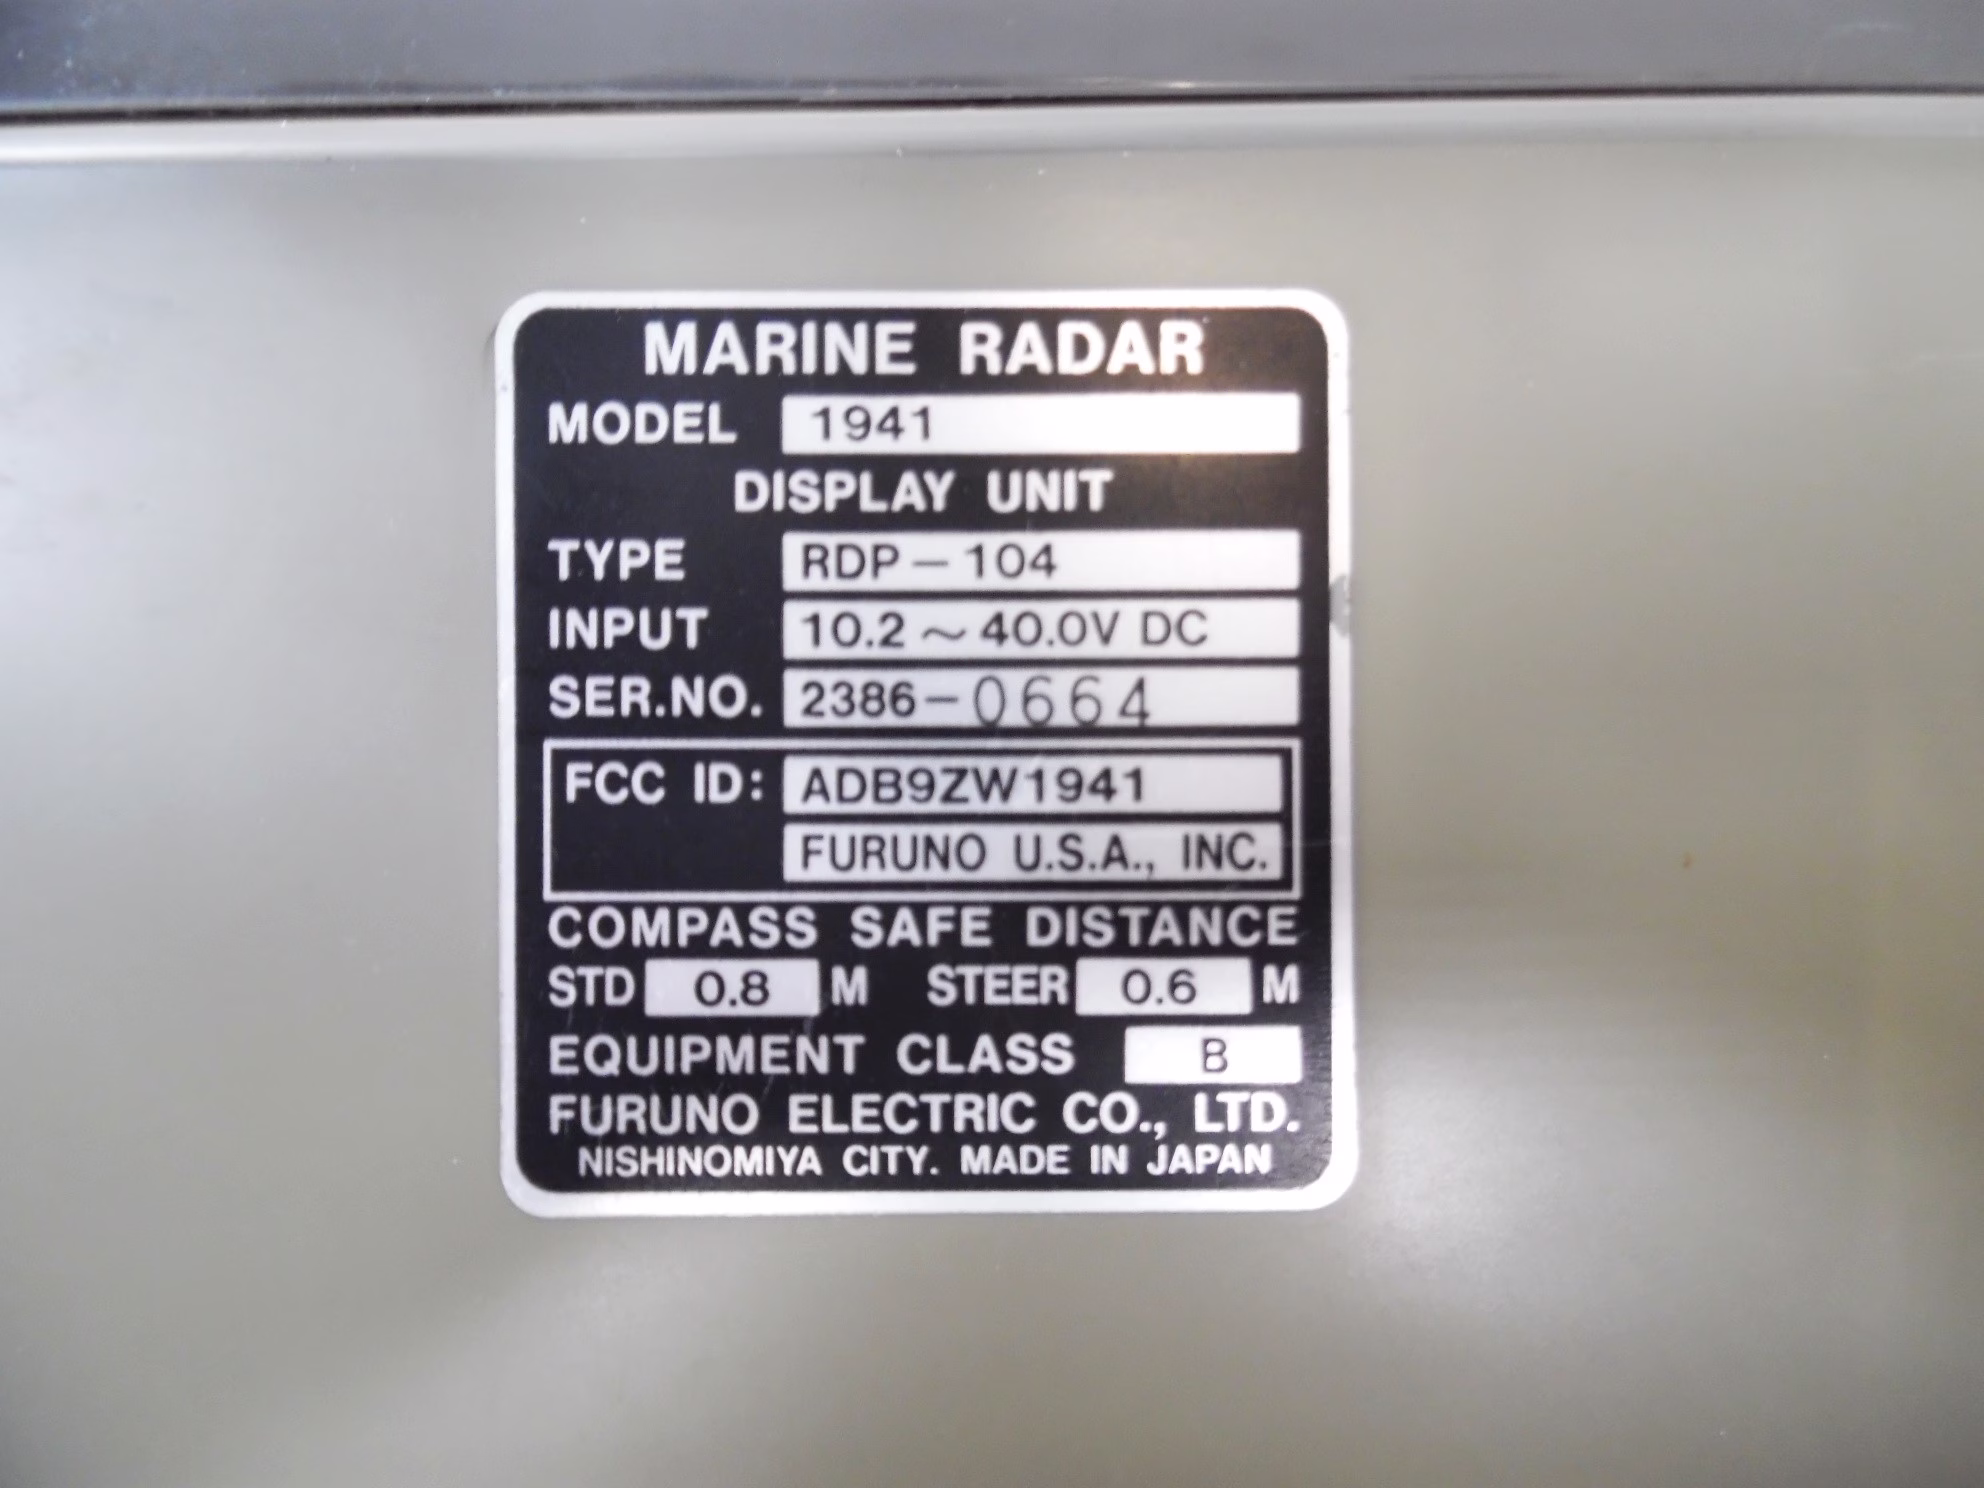 MARINE RADAR
MODEL 1941
DISPLAY UNIT
TYPE RDP-104
INPUT 10.2~40.0V DC
SER.NO. 2386-0664
FCC ID: ADB9ZW1941
FURUNO U.S.A., INC.
COMPASS SAFE DISTANCE
STD 0.8 M STEER 0.6 M
EQUIPMENT CLASS B
FURUNO ELECTRIC CO., LTD.
NISHINOMIYA CITY. MADE IN JAPAN